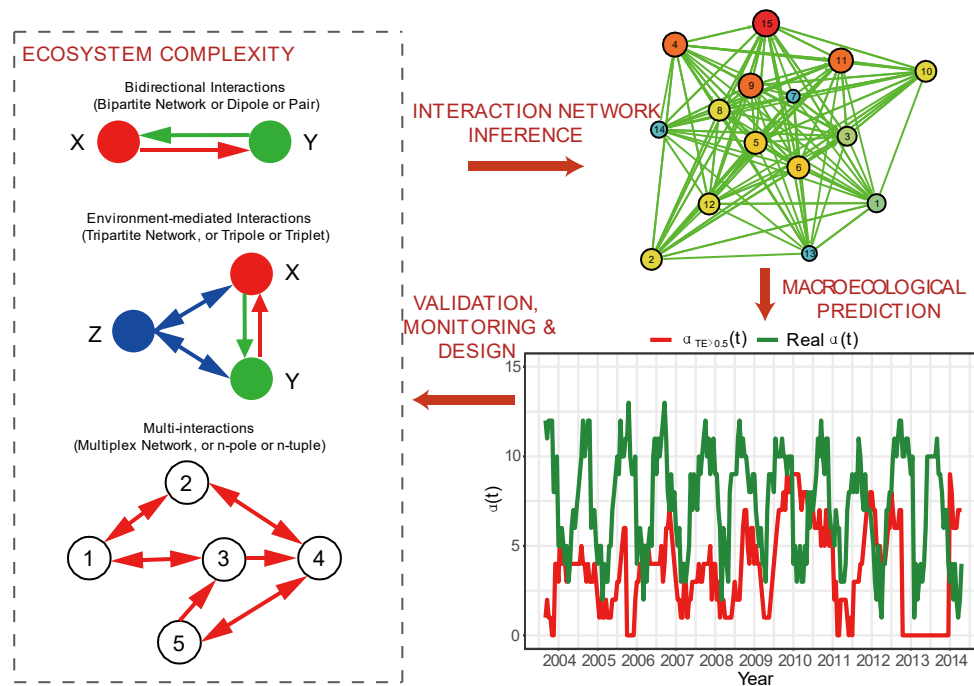 ECOSYSTEM COMPLEXITY
Bidirectional Interactions
(Bipartite Network or Dipole or Pair)
X
Y
Environment-mediated Interactions
(Tripartite Network, or Tripole or Triplet)
X
Z
Y
Multi-interactions
(Multiplex Network, or n-pole or n-tuple)
2
1
3
4
5
INTERACTION NETWORK
INFERENCE
15
4
11
10
9
7
8
14
3
5
6
12
1
13
2
MACROECOLOGICAL
PREDICTION
VALIDATION,
MONITORING &
DESIGN
α TE>0.5(t)
Real α(t)
15
10
5
0
α(t)
2004 2005 2006 2007 2008 2009 2010 2011 2012 2013 2014
Year